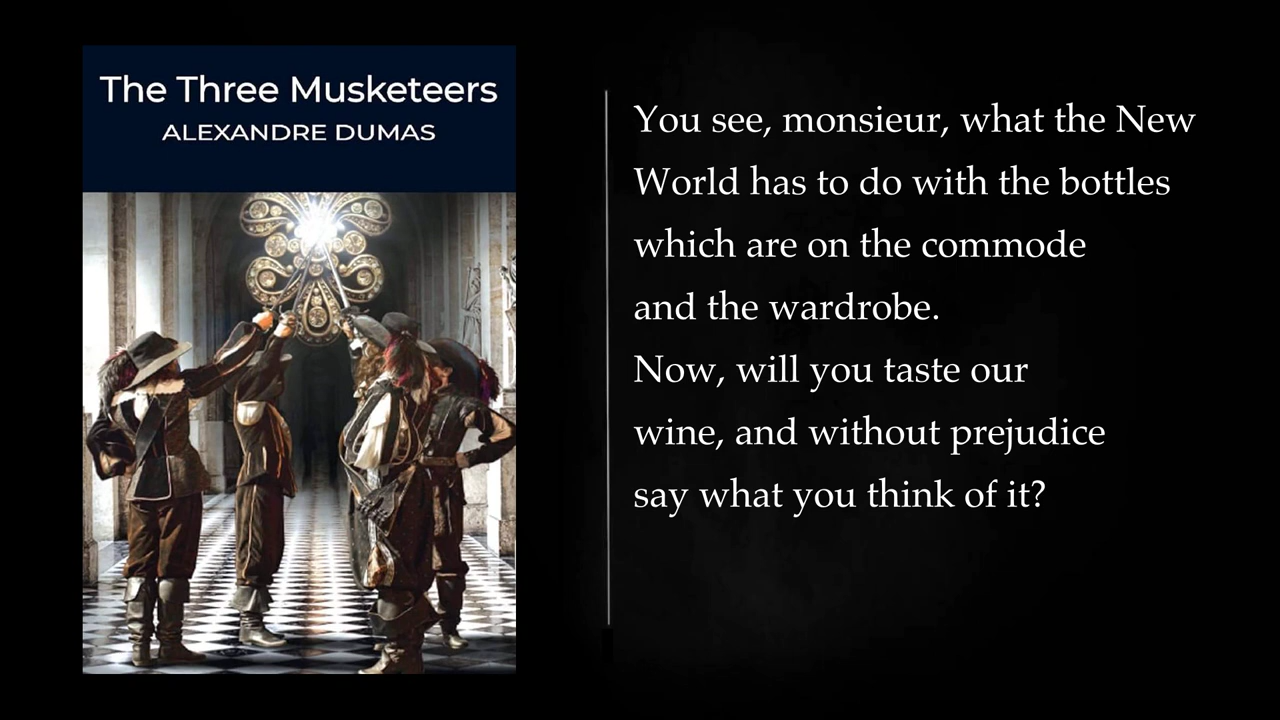 The Three Musketeers
ALEXANDRE DUMAS
You see, monsieur, what the New
World has to do with the bottles
which are on the commode
and the wardrobe.
Now, will you taste our
wine, and without prejudice
say what you think of it?